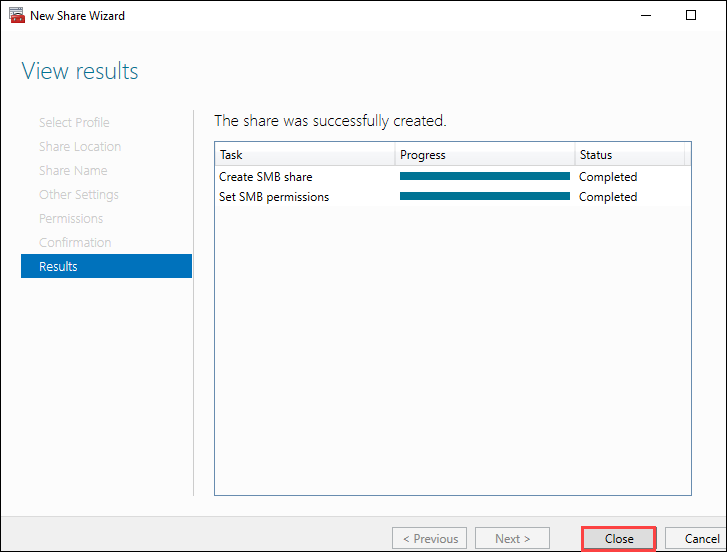 New Share Wizard
View results
Select Profile
Share Location
Share Name
Other Settings
Permissions
Confirmation
Results
The share was successfully created.
Task Progress Status
Create SMB share Completed
Set SMB permissions Completed
< Previous Next > Close Cancel